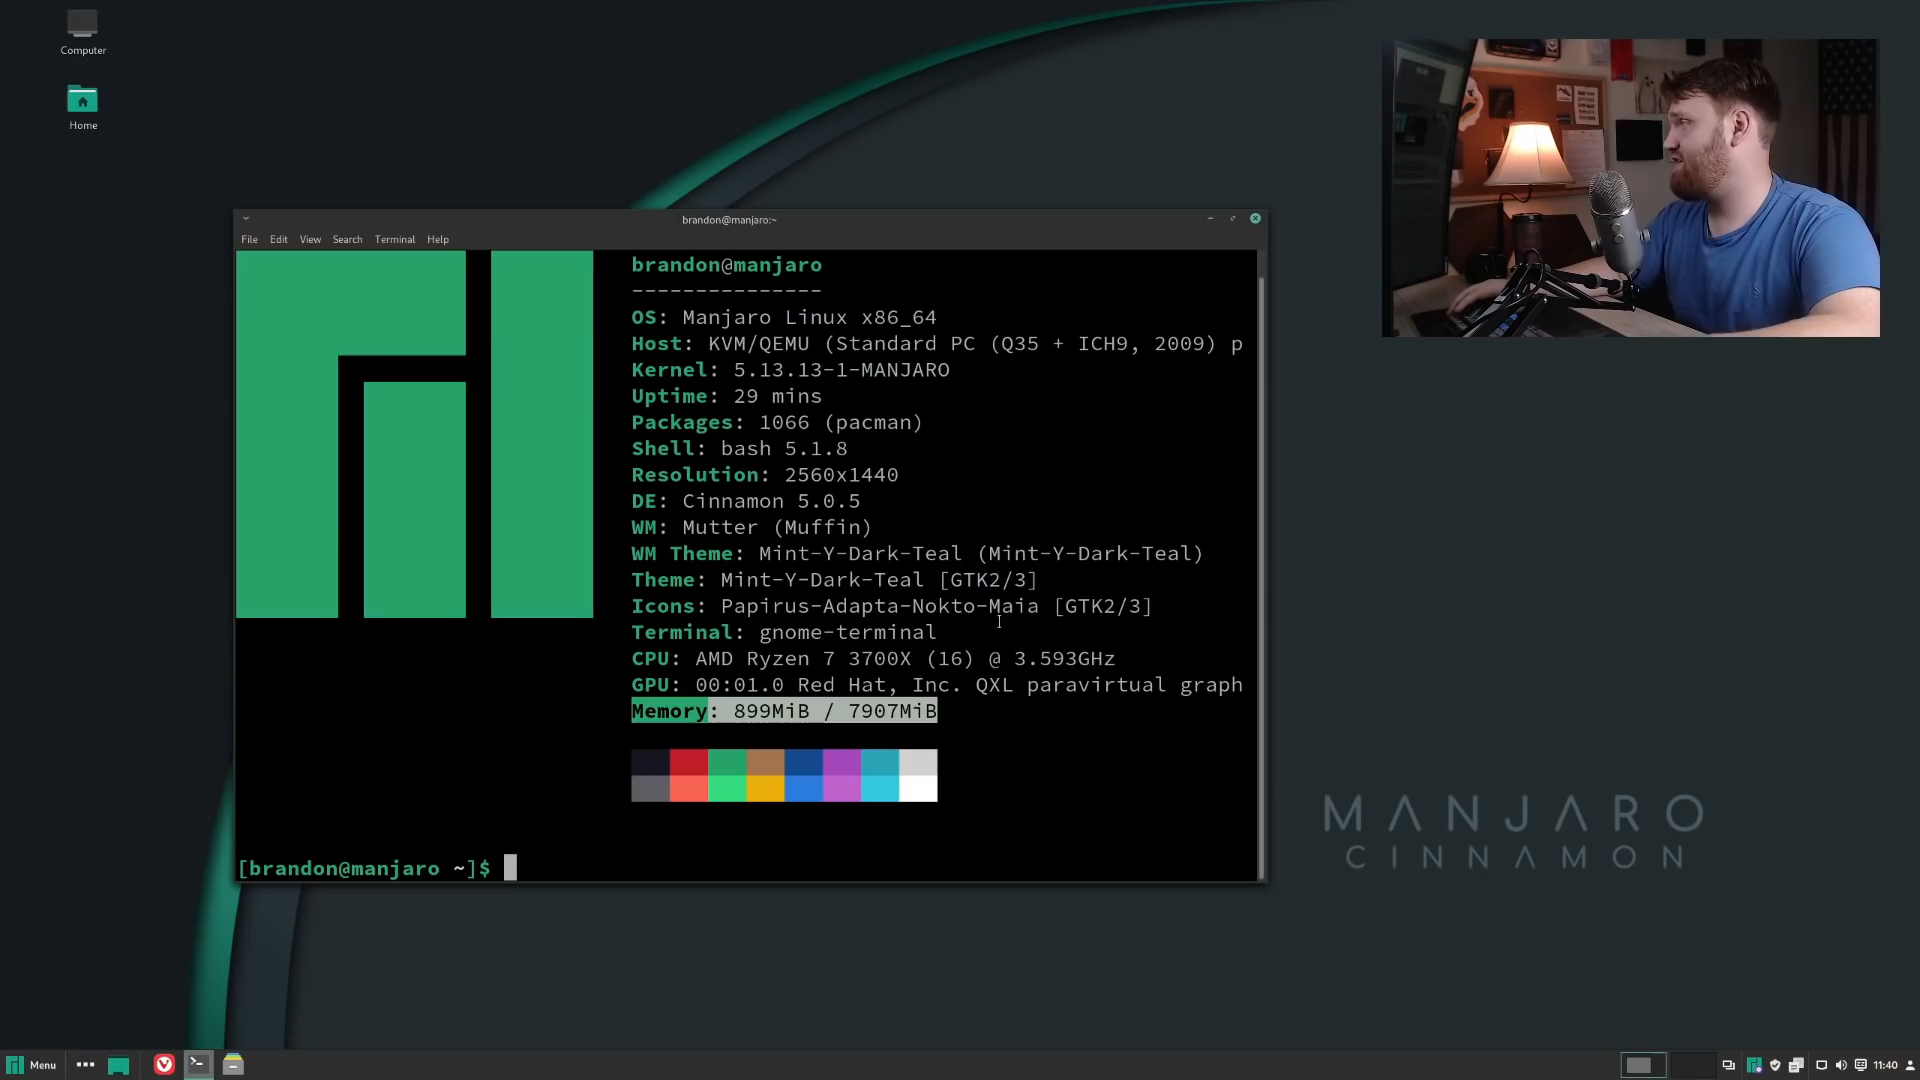 Computer
Home
brandon@manjaro:~
File Edit View Search Terminal Help
brandon@manjaro
---------------
OS: Manjaro Linux x86_64
Host: KVM/QEMU (Standard PC (Q35 + ICH9, 2009) p
Kernel: 5.13.13-1-MANJARO
Uptime: 29 mins
Packages: 1066 (pacman)
Shell: bash 5.1.8
Resolution: 2560x1440
DE: Cinnamon 5.0.5
WM: Mutter (Muffin)
WM Theme: Mint-Y-Dark-Teal (Mint-Y-Dark-Teal)
Theme: Mint-Y-Dark-Teal [GTK2/3]
Icons: Papirus-Adapta-Nokto-Maia [GTK2/3]
Terminal: gnome-terminal
CPU: AMD Ryzen 7 3700X (16) @ 3.593GHz
GPU: 00:01.0 Red Hat, Inc. QXL paravirtual graph
Memory: 899MiB / 7907MiB
[brandon@manjaro ~]$
MANJARO
CINNAMON
Menu
11:40